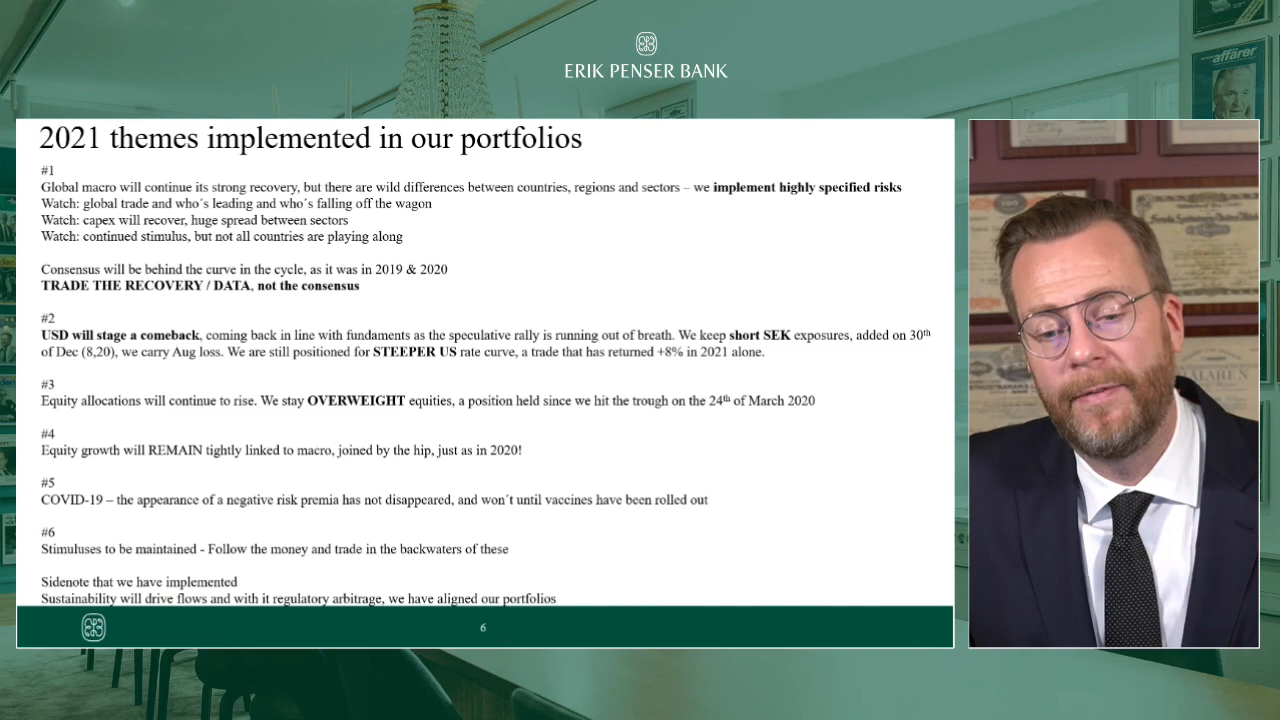 affärer
ERIK PENSER BANK
2021 themes implemented in our portfolios
#1
Global macro will continue its strong recovery, but there are wild differences between countries, regions and sectors – we implement highly specified risks
Watch: global trade and who´s leading and who´s falling off the wagon
Watch: capex will recover, huge spread between sectors
Watch: continued stimulus, but not all countries are playing along
Consensus will be behind the curve in the cycle, as it was in 2019 & 2020
TRADE THE RECOVERY / DATA, not the consensus
#2
USD will stage a comeback, coming back in line with fundaments as the speculative rally is running out of breath. We keep short SEK exposures, added on 30th
of Dec (8,20), we carry Aug loss. We are still positioned for STEEPER US rate curve, a trade that has returned +8% in 2021 alone.
#3
Equity allocations will continue to rise. We stay OVERWEIGHT equities, a position held since we hit the trough on the 24th of March 2020
#4
Equity growth will REMAIN tightly linked to macro, joined by the hip, just as in 2020!
#5
COVID-19 – the appearance of a negative risk premia has not disappeared, and won´t until vaccines have been rolled out
#6
Stimuluses to be maintained - Follow the money and trade in the backwaters of these
Sidenote that we have implemented
Sustainability will drive flows and with it regulatory arbitrage, we have aligned our portfolios
6